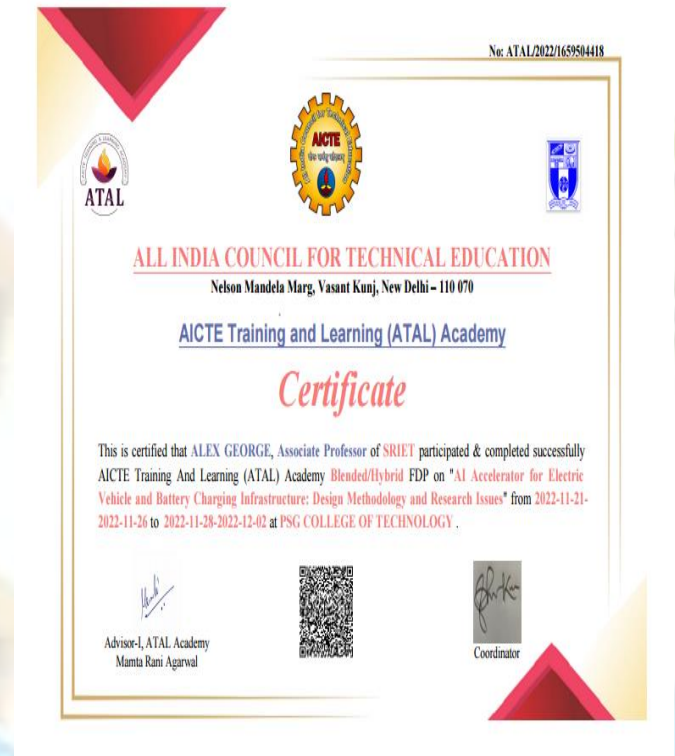 No: ATAL/2022/1659504418
ATAL
AICTE
ALL INDIA COUNCIL FOR TECHNICAL EDUCATION
Nelson Mandela Marg, Vasant Kunj, New Delhi – 110 070
AICTE Training and Learning (ATAL) Academy
Certificate
This is certified that ALEX GEORGE, Associate Professor of SRIET participated & completed successfully
AICTE Training And Learning (ATAL) Academy Blended/Hybrid FDP on "AI Accelerator for Electric
Vehicle and Battery Charging Infrastructure: Design Methodology and Research Issues" from 2022-11-21-
2022-11-26 to 2022-11-28-2022-12-02 at PSG COLLEGE OF TECHNOLOGY .
Advisor-I, ATAL Academy
Mamta Rani Agarwal
Coordinator